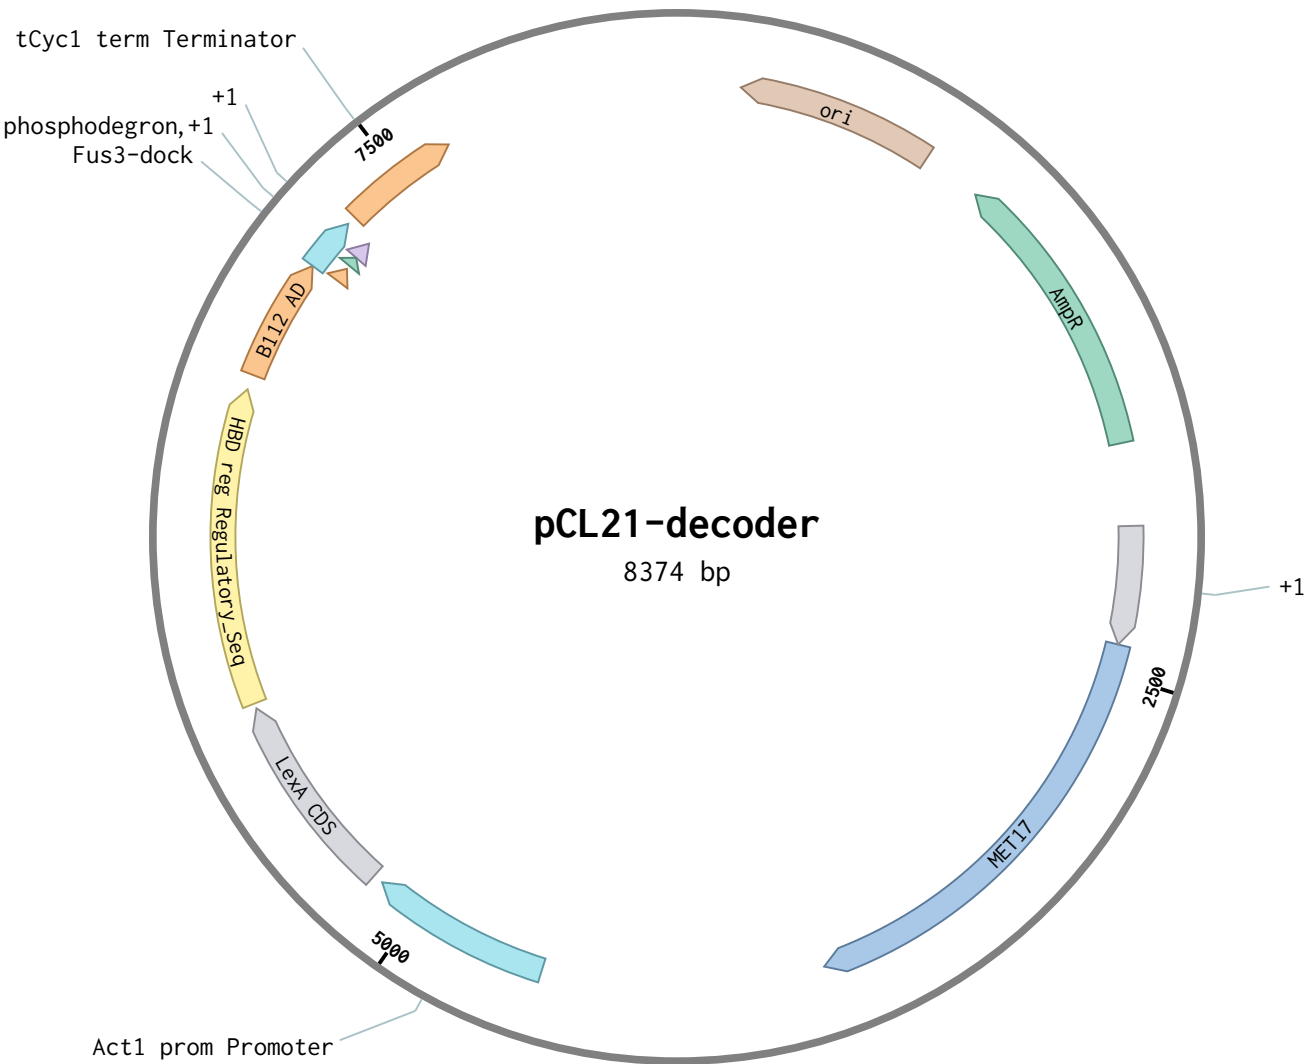 tCyc1 term Terminator
+1
phosphodegron, +1
Fus3-dock
7500
ori
AmpR
B112 AD
HBD reg Regulatory_Seq
pCL21-decoder
8374 bp
+1
2500
MET17
LexA CDS
5000
Act1 prom Promoter